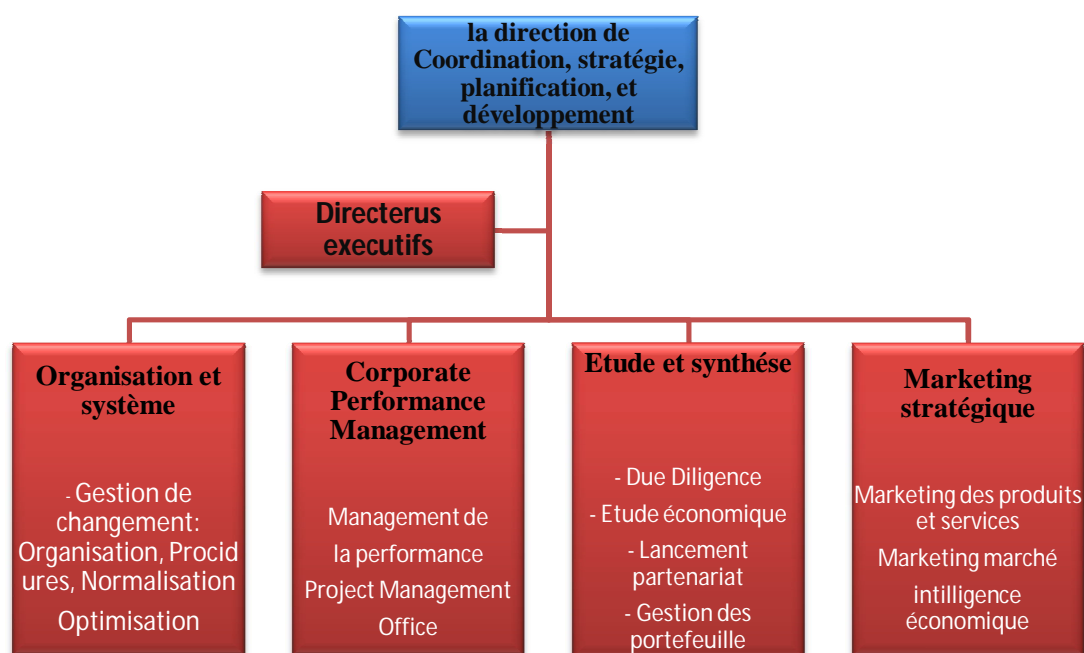 la direction de
Coordination, stratégie,
planification, et
développement
Directerus
executifs
Organisation et
système
- Gestion de
changement:
Organisation, Procid
ures, Normalisation
Optimisation
Corporate
Performance
Management
Management de
la performance
Project Management
Office
Etude et synthése
- Due Diligence
- Etude économique
- Lancement
partenariat
- Gestion des
portefeuille
Marketing
stratégique
Marketing des produits
et services
Marketing marché
intilligence
économique